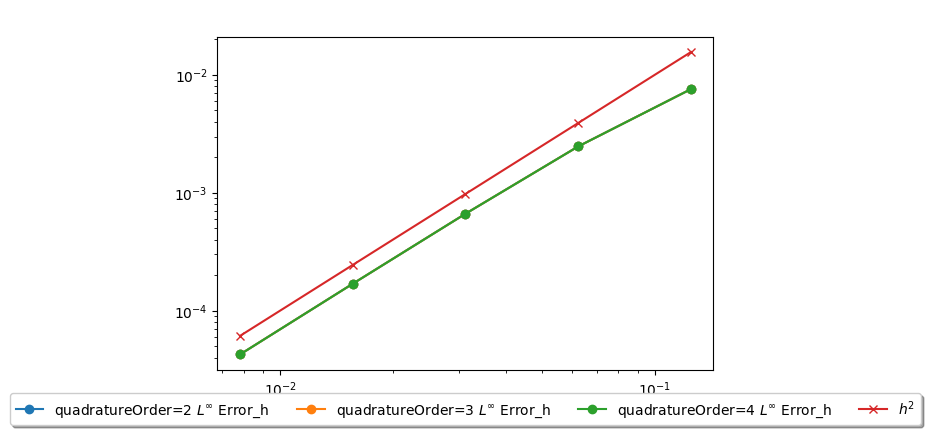 10⁻²
10⁻³
10⁻⁴
10⁻² 10⁻¹
quadratureOrder=2 L^∞ Error_h quadratureOrder=3 L^∞ Error_h quadratureOrder=4 L^∞ Error_h h²